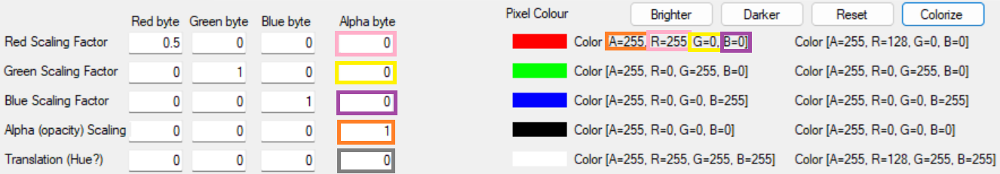 Red byte Green byte Blue byte Alpha byte Pixel Colour Brighter Darker Reset Colorize
Red Scaling Factor 0.5 0 0 0 Color [A=255, R=255, G=0, B=0] Color [A=255, R=128, G=0, B=0]
Green Scaling Factor 0 1 0 0 Color [A=255, R=0, G=255, B=0] Color [A=255, R=0, G=255, B=0]
Blue Scaling Factor 0 0 1 0 Color [A=255, R=0, G=0, B=255] Color [A=255, R=0, G=0, B=255]
Alpha (opacity) Scaling 0 0 0 1 Color [A=255, R=0, G=0, B=0] Color [A=255, R=0, G=0, B=0]
Translation (Hue?) 0 0 0 0 Color [A=255, R=255, G=255, B=255] Color [A=255, R=128, G=255, B=255]